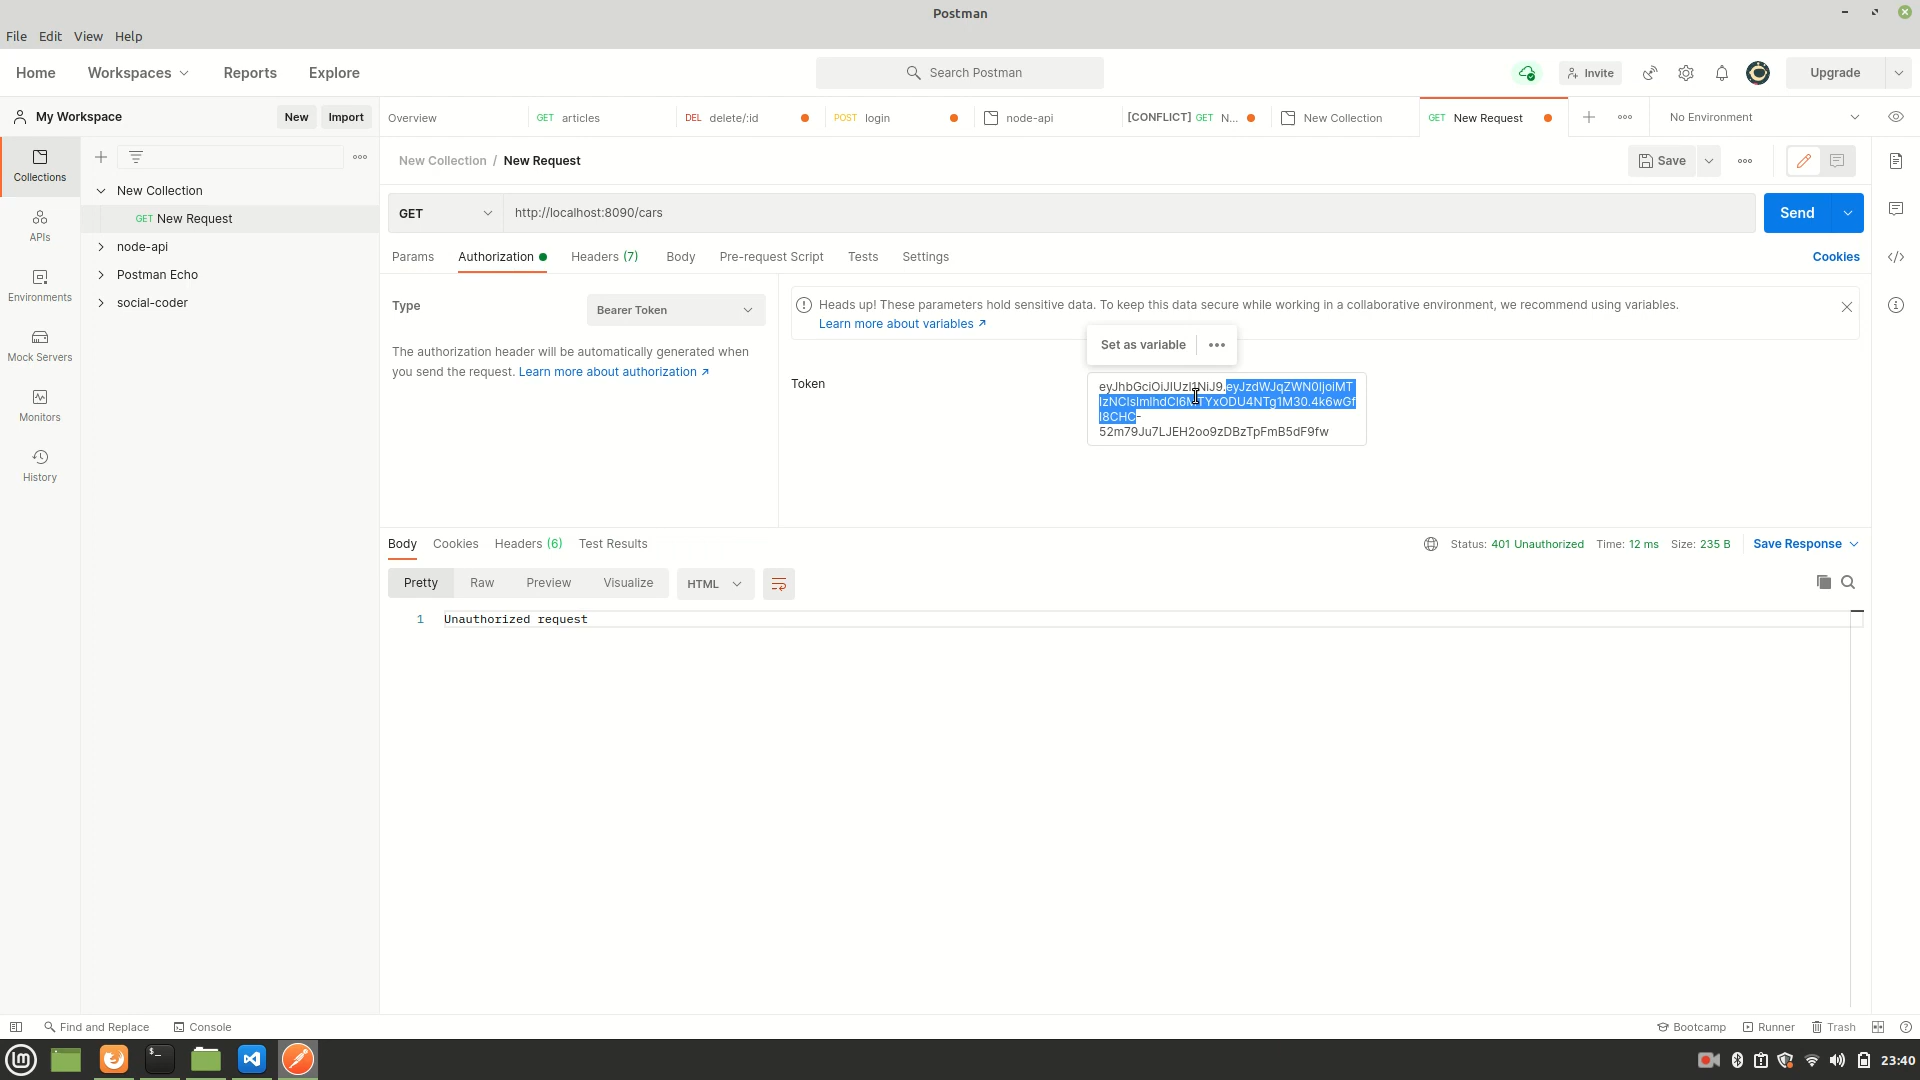 Postman
File Edit View Help
Home Workspaces Reports Explore Search Postman Invite Upgrade
My Workspace New Import
Overview GET articles DEL delete/:id POST login node-api [CONFLICT] GET N... New Collection GET New Request No Environment
New Collection / New Request Save
Collections
APIs
Environments
Mock Servers
Monitors
History
New Collection
GET New Request
node-api
Postman Echo
social-coder
GET http://localhost:8090/cars Send
Params Authorization Headers (7) Body Pre-request Script Tests Settings Cookies
Type Bearer Token
The authorization header will be automatically generated when
you send the request. Learn more about authorization ↗
Heads up! These parameters hold sensitive data. To keep this data secure while working in a collaborative environment, we recommend using variables.
Learn more about variables ↗
Set as variable
Token
52m79Ju7LJEH2oo9zDBzTpFmB5dF9fw
Body Cookies Headers (6) Test Results Status: 401 Unauthorized Time: 12 ms Size: 235 B Save Response
Pretty Raw Preview Visualize HTML
1 Unauthorized request
Find and Replace Console Bootcamp Runner Trash
23:40